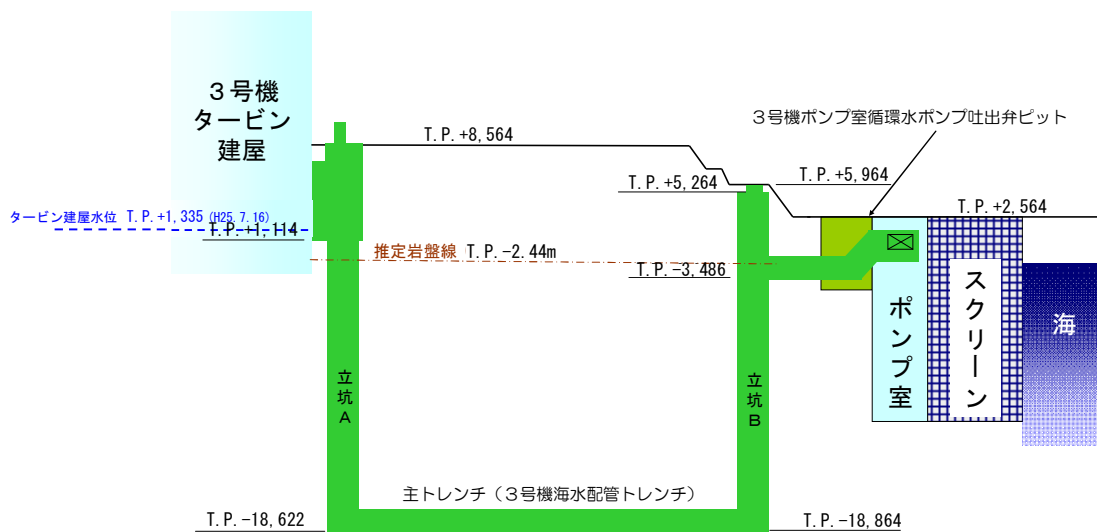 3号機
タービン
建屋
3号機ポンプ室循環水ポンプ吐出弁ピット
T.P.+8,564
T.P.+5,264
T.P.+5,964
タービン建屋水位 T.P.+1,335 (H25.7.16)
T.P.+1,114
T.P.+2,564
推定岩盤線 T.P.-2.44m
T.P.-3,486
ポンプ室
スクリーン
海
立坑A
立坑B
主トレンチ（3号機海水配管トレンチ）
T.P.-18,622
T.P.-18,864